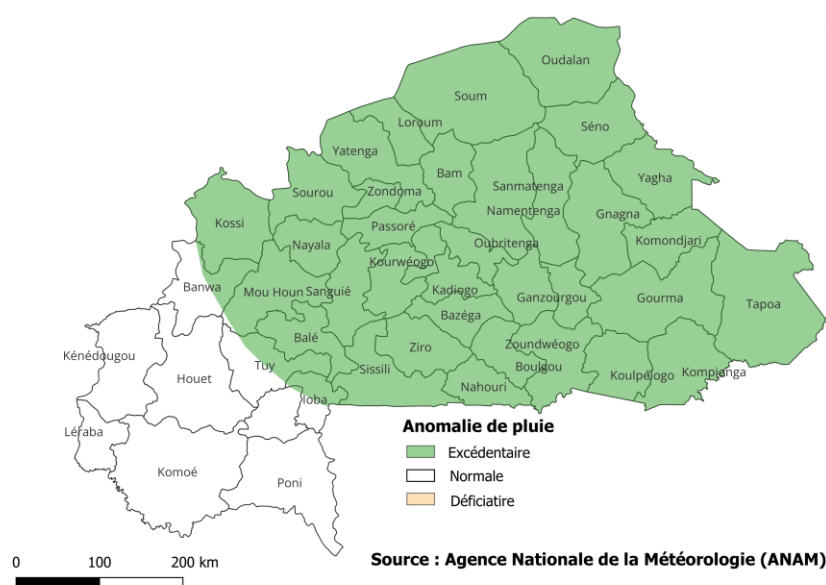 Oudalan
Soum
Séno
Loroum
Yatenga
Bam
Yagha
Sanmatenga
Sourou
Zondoma
Namentenga
Gnagna
Kossi
Passoré
Nayala
Oubritenga
Komondjari
Kourwéogo
Banwa
Mou Houn
Sanguié
Kadiogo
Ganzourgou
Gourma
Tapoa
Bazéga
Balé
Zoundwéogo
Ziro
Kénédougou
Tuy
Sissili
Boulgou
Koulpélogo
Kompienga
Houet
Nahouri
Ioba
Léraba
Komoé
Poni
Anomalie de pluie
Excédentaire
Normale
Déficiatire
0 100 200 km
Source : Agence Nationale de la Météorologie (ANAM)